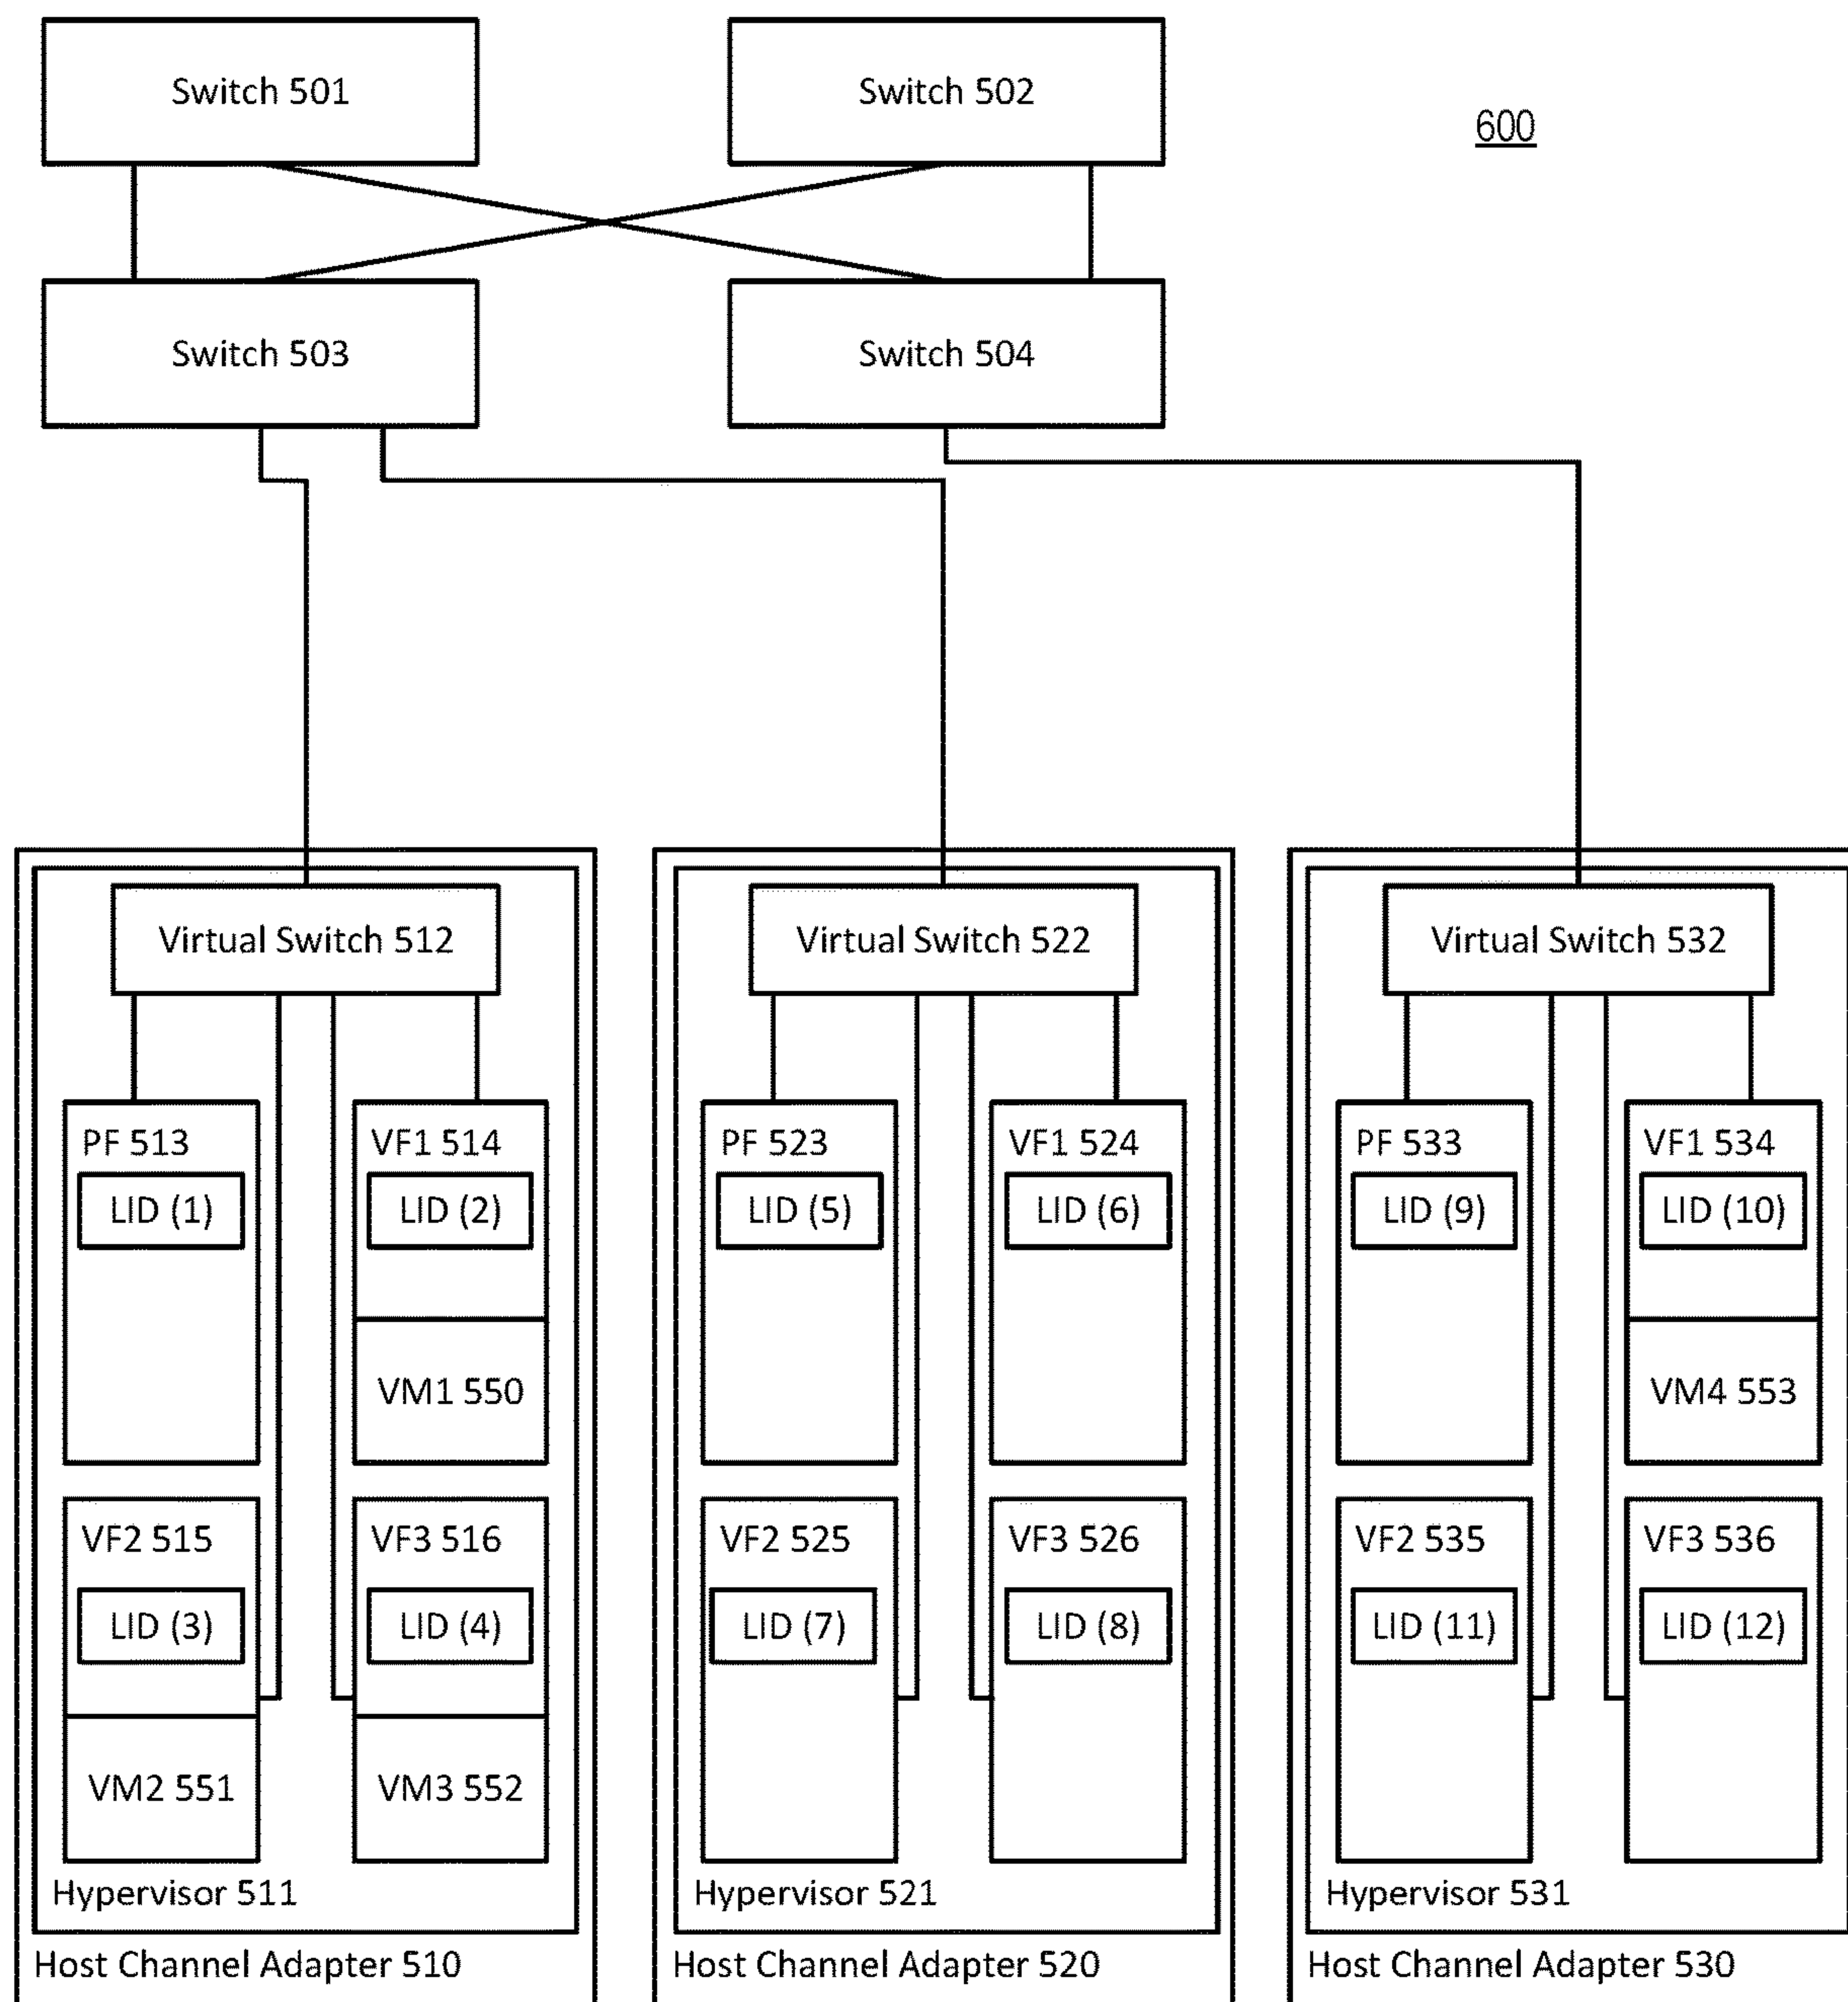 Switch 501
Switch 502
600
Switch 503
Switch 504
Virtual Switch 512
PF 513
LID (1)
VF1 514
LID (2)
VM1 550
VF2 515
LID (3)
VM2 551
VF3 516
LID (4)
VM3 552
Hypervisor 511
Host Channel Adapter 510
Virtual Switch 522
PF 523
LID (5)
VF1 524
LID (6)
VF2 525
LID (7)
VF3 526
LID (8)
Hypervisor 521
Host Channel Adapter 520
Virtual Switch 532
PF 533
LID (9)
VF1 534
LID (10)
VM4 553
VF2 535
LID (11)
VF3 536
LID (12)
Hypervisor 531
Host Channel Adapter 530